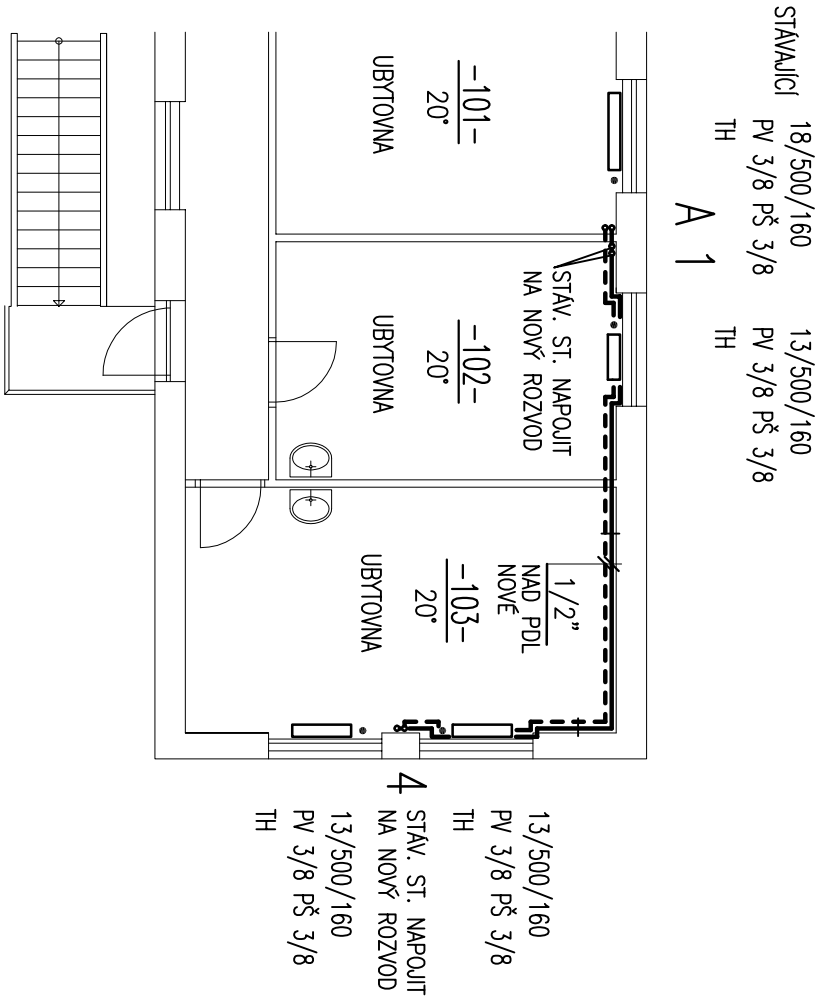 STÁVAJÍCÍ
18/500/160
PV 3/8 PŠ 3/8
TH
13/500/160
PV 3/8 PŠ 3/8
TH
A 1
-101-
20°
UBYTOVNA
STÁV. ST. NAPOJIT
NA NOVÝ ROZVOD
-102-
20°
UBYTOVNA
1/2"
NAD PDL
NOVÉ
-103-
20°
UBYTOVNA
13/500/160
PV 3/8 PŠ 3/8
TH
4
STÁV. ST. NAPOJIT
NA NOVÝ ROZVOD
13/500/160
PV 3/8 PŠ 3/8
TH